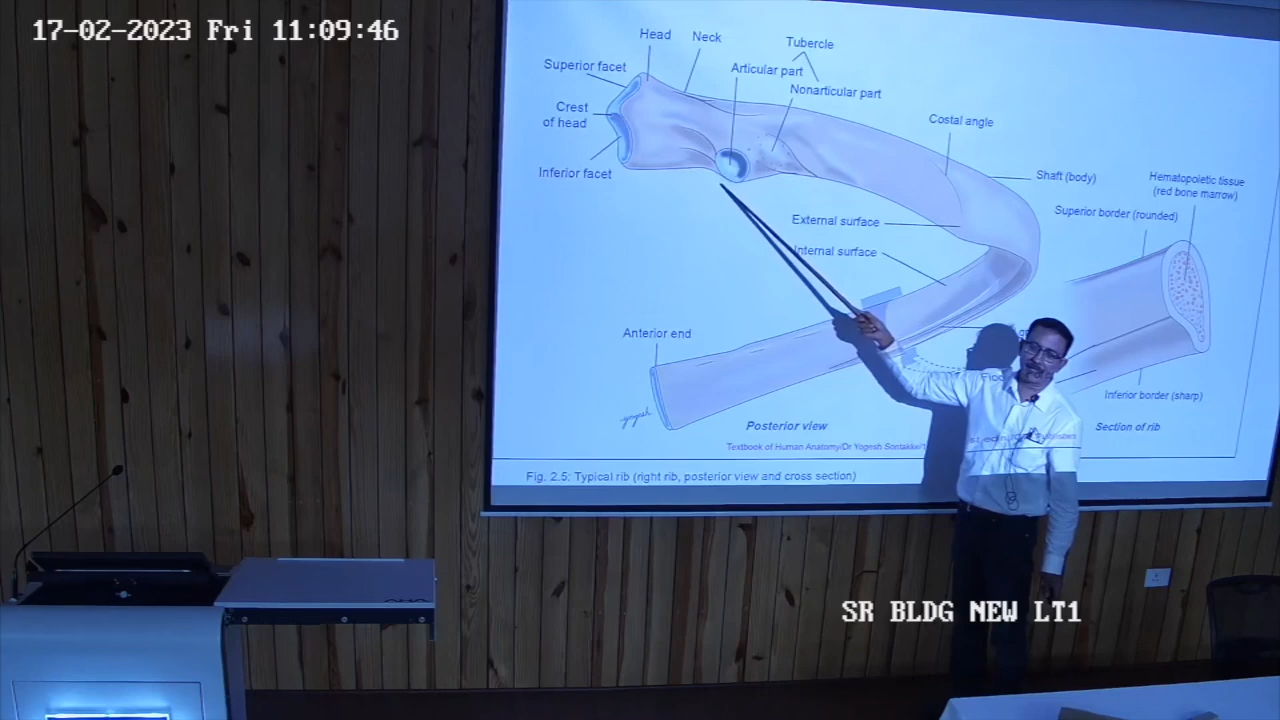 17-02-2023 Fri 11:09:46
Head
Neck
Tubercle
Superior facet
Articular part
Nonarticular part
Crest
of head
Costal angle
Inferior facet
Shaft (body)
Hematopoietic tissue
(red bone marrow)
Superior border (rounded)
External surface
Internal surface
Anterior end
Inferior border (sharp)
yogesh
Posterior view
Section of rib
Textbook of Human Anatomy/Dr Yogesh Sontakke/1
Fig. 2.5: Typical rib (right rib, posterior view and cross section)
SR BLDG NEW LT1